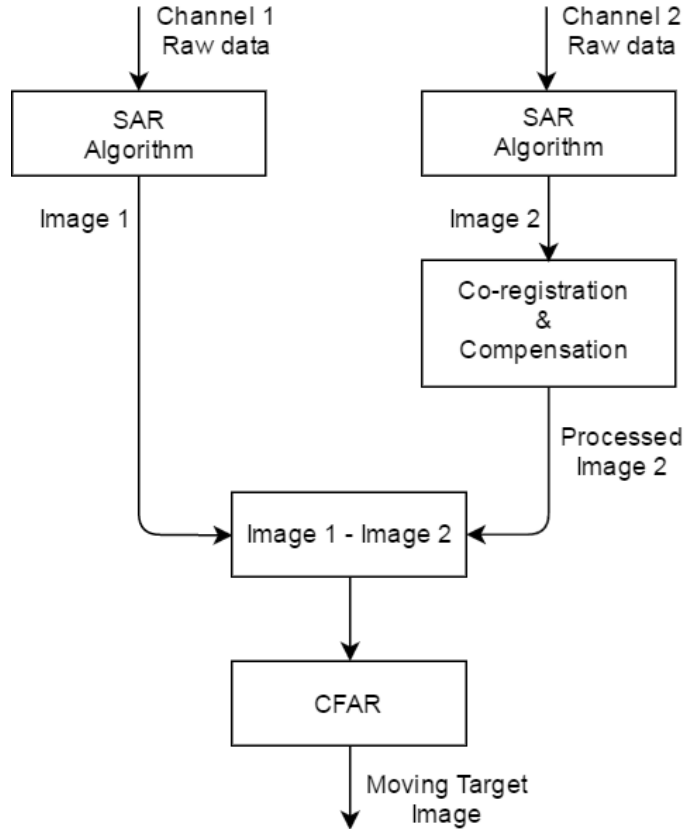 Channel 1
Raw data
Channel 2
Raw data
SAR
Algorithm
SAR
Algorithm
Image 1
Image 2
Co-registration
&
Compensation
Processed
Image 2
Image 1 - Image 2
CFAR
Moving Target
Image